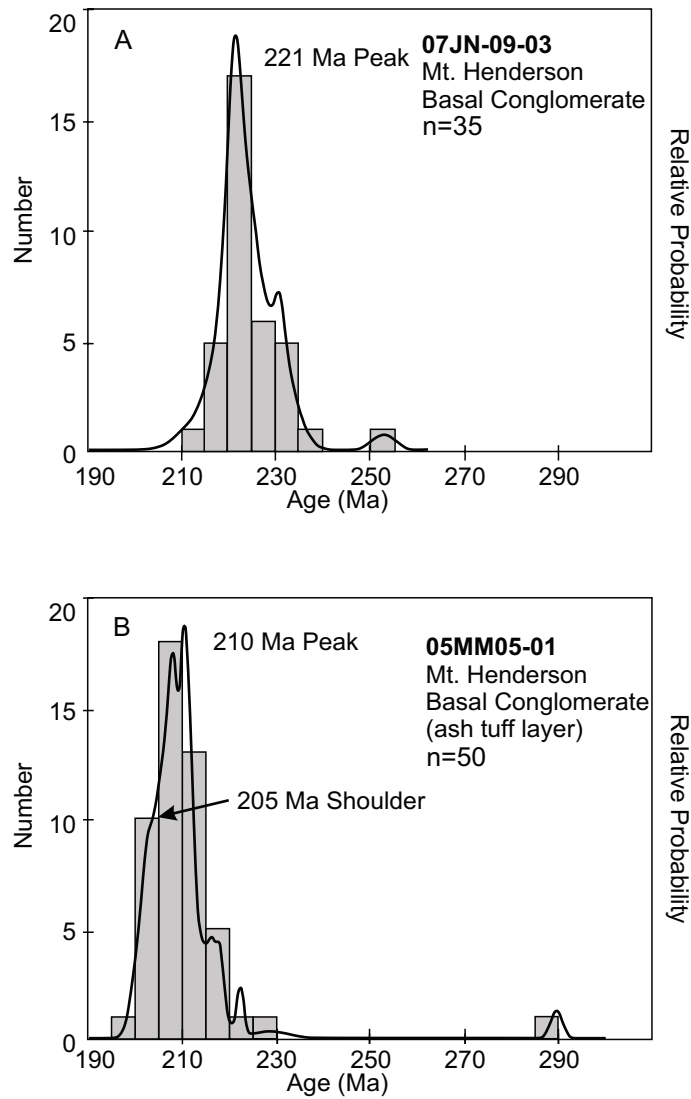 A
221 Ma Peak
07JN-09-03
Mt. Henderson
Basal Conglomerate
n=35
Number
Relative Probability
20
15
10
5
0
190
210
230
250
270
290
Age (Ma)
B
210 Ma Peak
05MM05-01
Mt. Henderson
Basal Conglomerate
(ash tuff layer)
n=50
205 Ma Shoulder
Number
Relative Probability
20
15
10
5
0
190
210
230
250
270
290
Age (Ma)